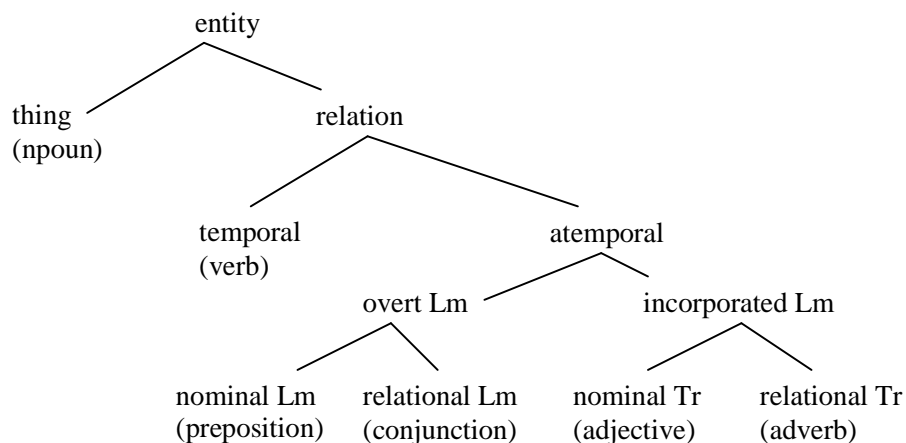 entity
thing
(npoun)
relation
temporal
(verb)
atemporal
overt Lm
incorporated Lm
nominal Lm
(preposition)
relational Lm
(conjunction)
nominal Tr
(adjective)
relational Tr
(adverb)